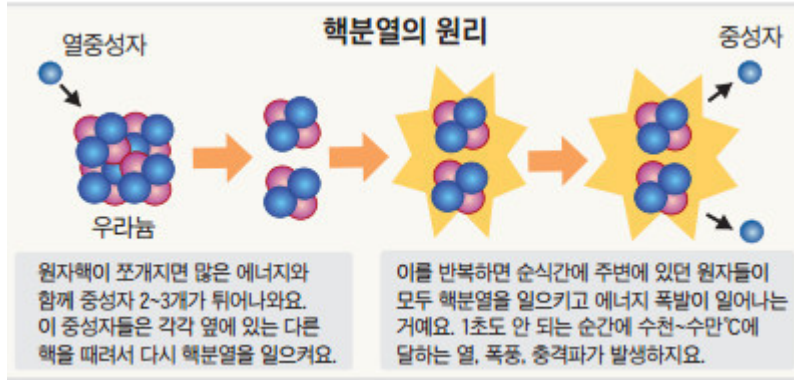 핵분열의 원리
열중성자
중성자
우라늄
원자핵이 쪼개지면 많은 에너지와
함께 중성자 2~3개가 튀어나와요.
이 중성자들은 각각 옆에 있는 다른
핵을 때려서 다시 핵분열을 일으켜요.
이를 반복하면 순식간에 주변에 있던 원자들이
모두 핵분열을 일으키고 에너지 폭발이 일어나는
거예요. 1초도 안 되는 순간에 수천~수만℃에
달하는 열, 폭풍, 충격파가 발생하지요.